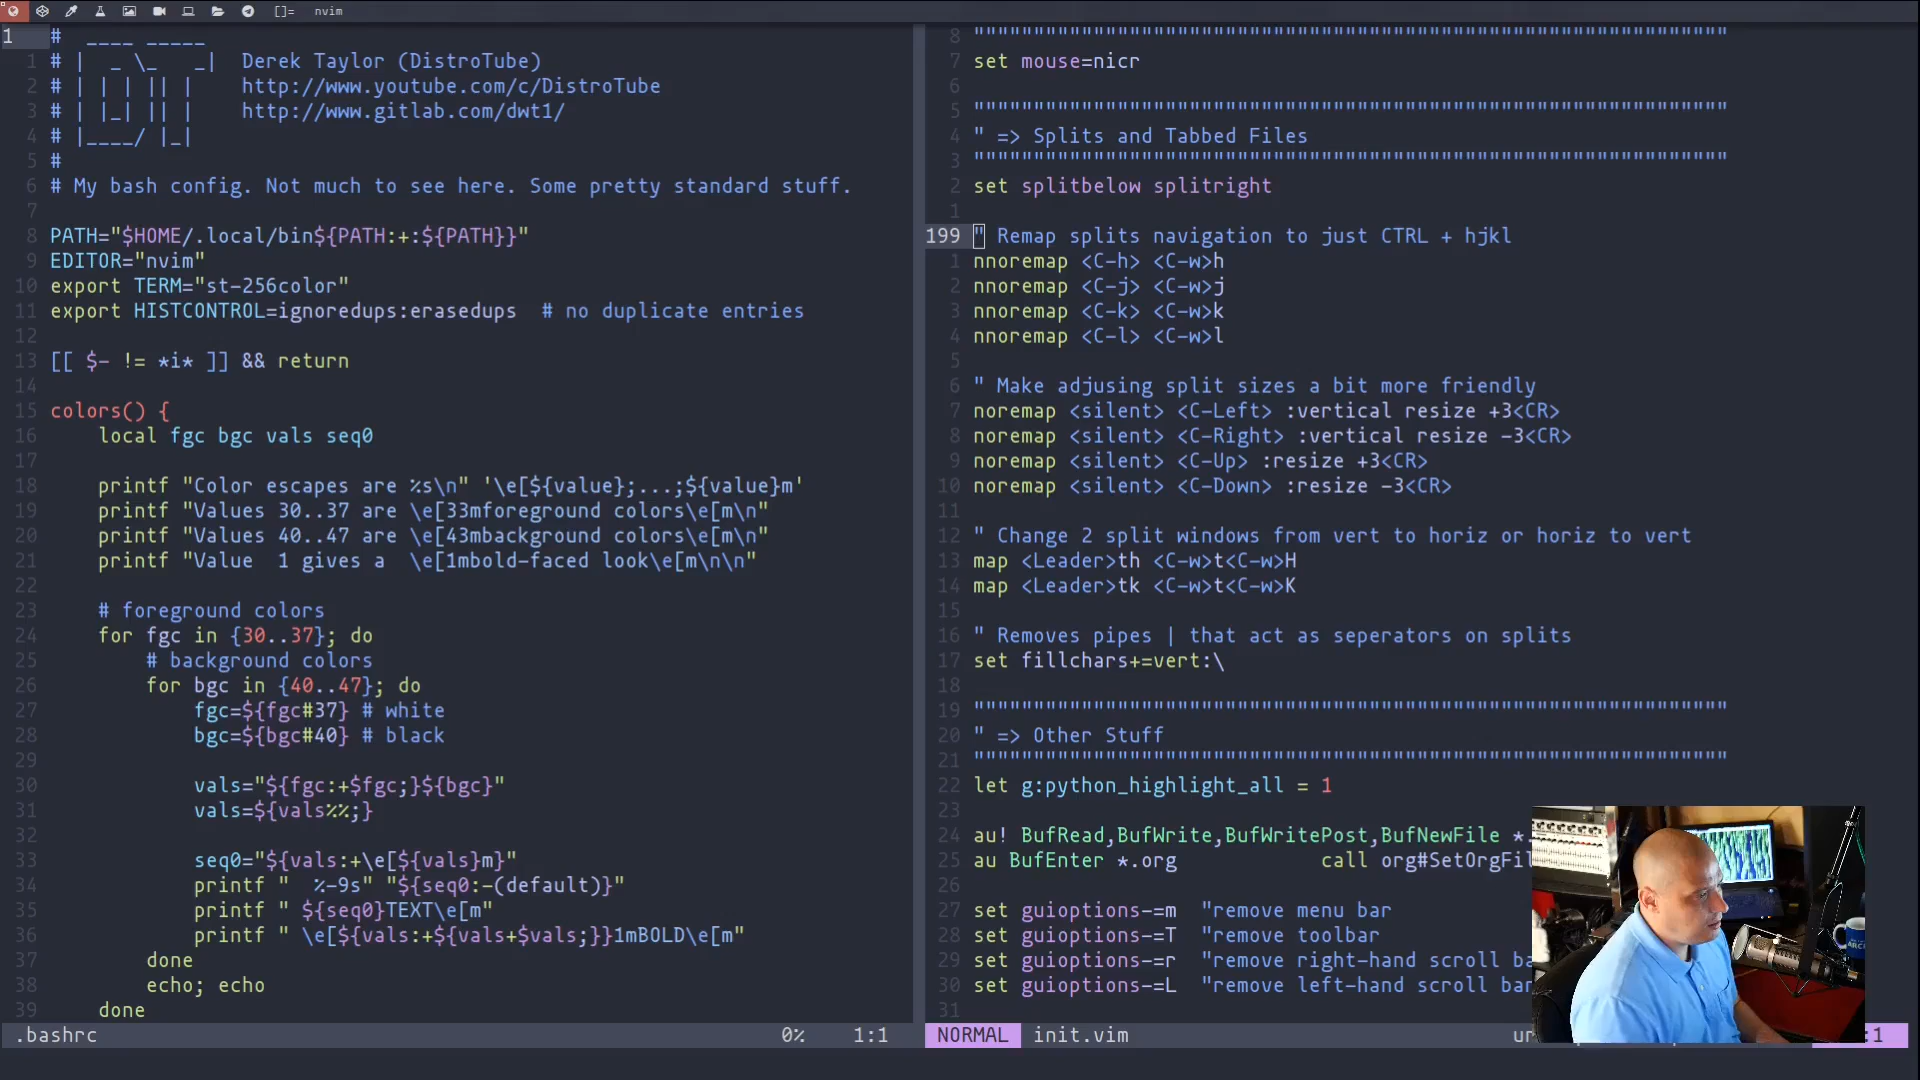 []= nvim
1 #
1 # Derek Taylor (DistroTube)
2 # http://www.youtube.com/c/DistroTube
3 # http://www.gitlab.com/dwt1/
4 #
5 #
6 # My bash config. Not much to see here. Some pretty standard stuff.
7
8 PATH="$HOME/.local/bin${PATH:+:${PATH}}"
9 EDITOR="nvim"
10 export TERM="st-256color"
11 export HISTCONTROL=ignoredups:erasedups # no duplicate entries
12
13 [[ $- != *i* ]] && return
14
15 colors() {
16 local fgc bgc vals seq0
17
18 printf "Color escapes are %s\n" '\e[${value};...;${value}m'
19 printf "Values 30..37 are \e[33mforeground colors\e[m\n"
20 printf "Values 40..47 are \e[43mbackground colors\e[m\n"
21 printf "Value  1 gives a  \e[1mbold-faced look\e[m\n\n"
22
23 # foreground colors
24 for fgc in {30..37}; do
25 # background colors
26 for bgc in {40..47}; do
27 fgc=${fgc#37} # white
28 bgc=${bgc#40} # black
29
30 vals="${fgc:+$fgc;}${bgc}"
31 vals=${vals%%;}
32
33 seq0="${vals:+\e[${vals}m}"
34 printf "  %-9s" "${seq0:-(default)}"
35 printf " ${seq0}TEXT\e[m"
36 printf " \e[${vals:+${vals+$vals;}}1mBOLD\e[m"
37 done
38 echo; echo
39 done
.bashrc 0% 1:1
8
7 set mouse=nicr
6
5
4 " => Splits and Tabbed Files
3
2 set splitbelow splitright
1
199 " Remap splits navigation to just CTRL + hjkl
1 nnoremap <C-h> <C-w>h
2 nnoremap <C-j> <C-w>j
3 nnoremap <C-k> <C-w>k
4 nnoremap <C-l> <C-w>l
5
6 " Make adjusing split sizes a bit more friendly
7 noremap <silent> <C-Left> :vertical resize +3<CR>
8 noremap <silent> <C-Right> :vertical resize -3<CR>
9 noremap <silent> <C-Up> :resize +3<CR>
10 noremap <silent> <C-Down> :resize -3<CR>
11
12 " Change 2 split windows from vert to horiz or horiz to vert
13 map <Leader>th <C-w>t<C-w>H
14 map <Leader>tk <C-w>t<C-w>K
15
16 " Removes pipes | that act as seperators on splits
17 set fillchars+=vert:\
18
19
20 " => Other Stuff
21
22 let g:python_highlight_all = 1
23
24 au! BufRead,BufWrite,BufWritePost,BufNewFile *.
25 au BufEnter *.org call org#SetOrgFil
26
27 set guioptions-=m "remove menu bar
28 set guioptions-=T "remove toolbar
29 set guioptions-=r "remove right-hand scroll ba
30 set guioptions-=L "remove left-hand scroll bar
31
NORMAL init.vim :1